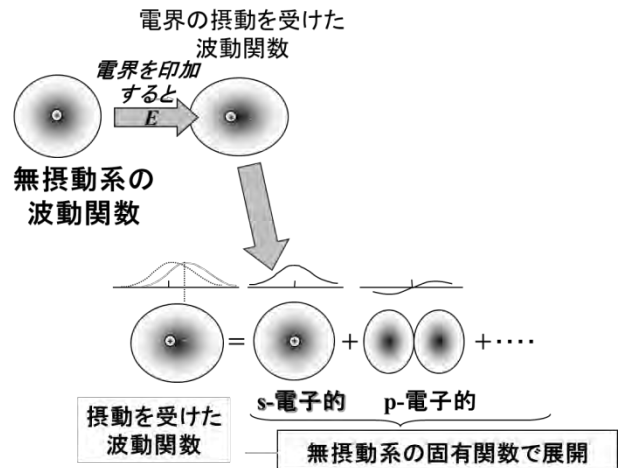 電界の摂動を受けた
波動関数
電界を印加
すると
E
無摂動系の
波動関数
= + + ‥‥
s-電子的 p-電子的
摂動を受けた
波動関数
無摂動系の固有関数で展開